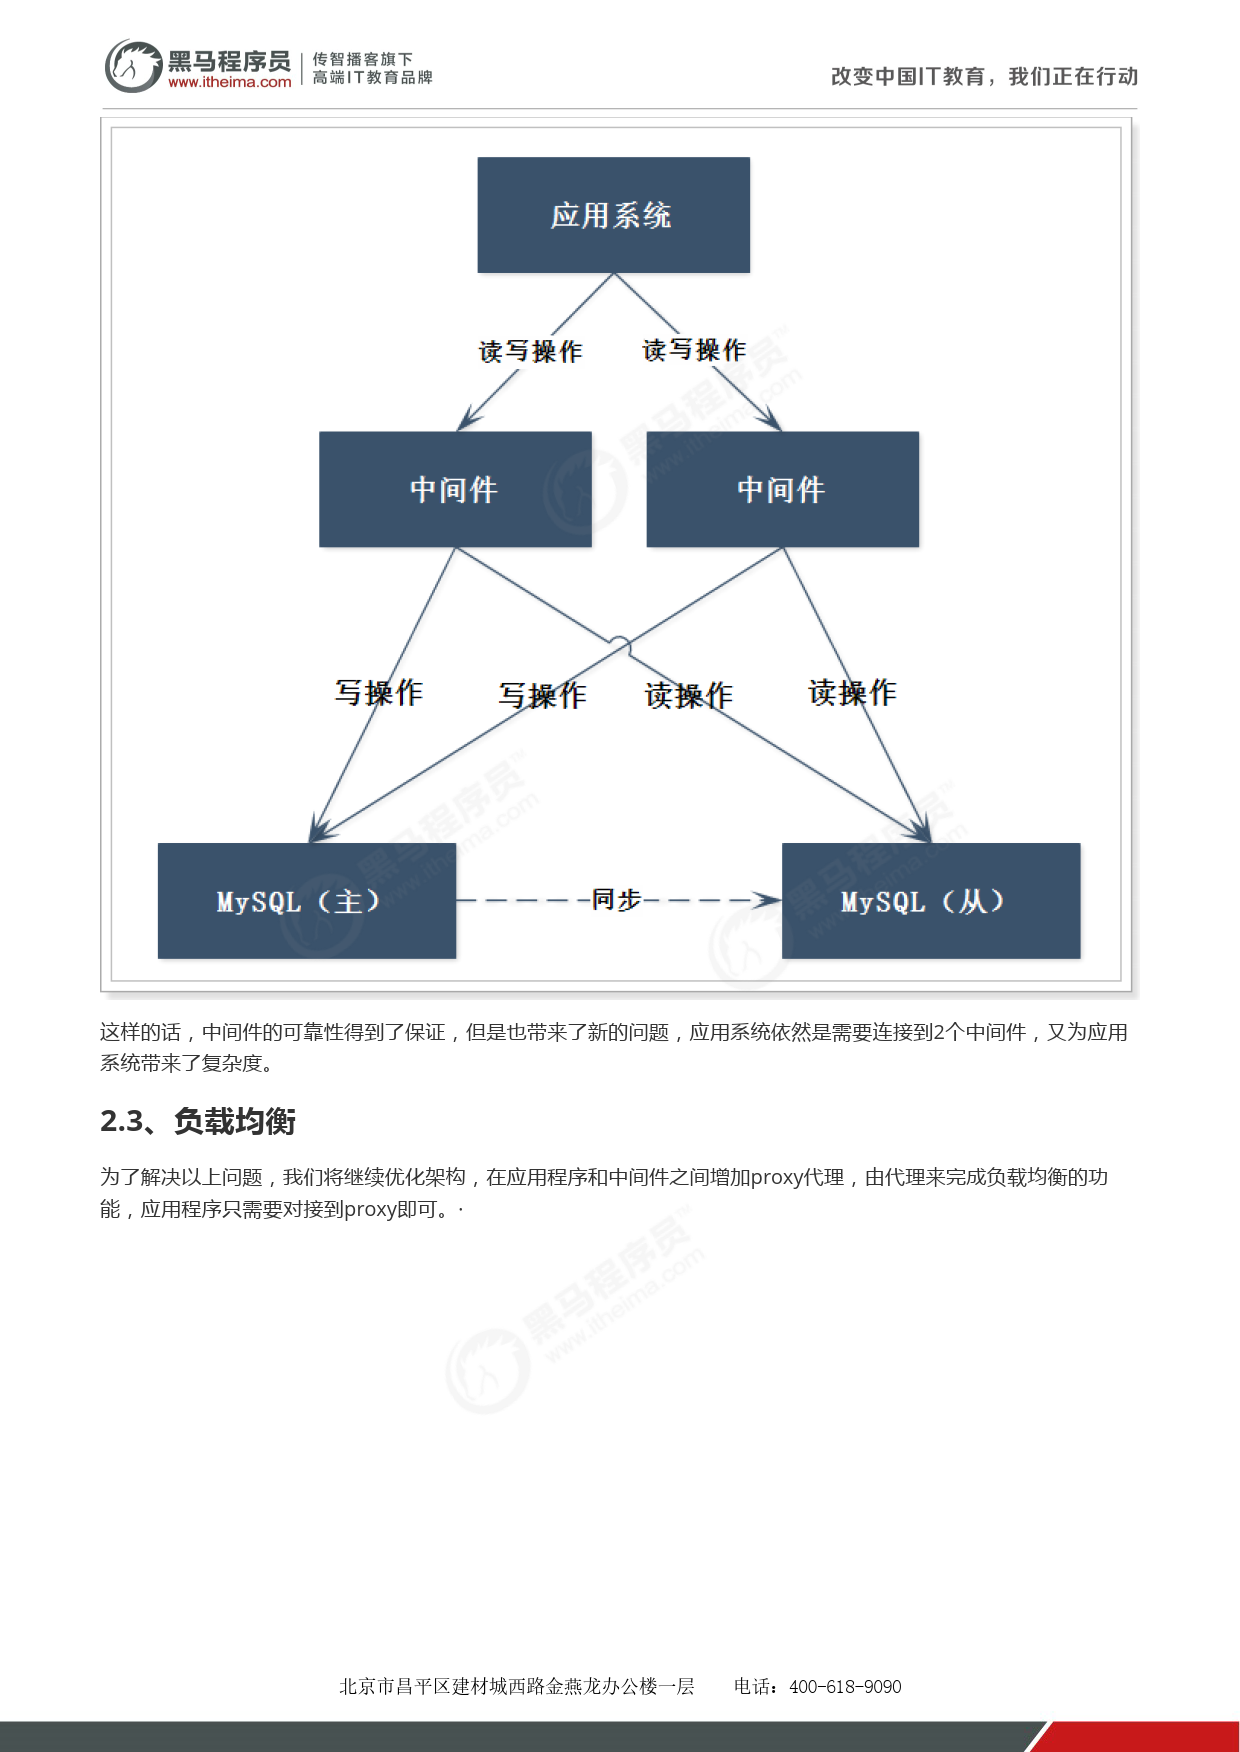 黑马程序员
www.itheima.com
传智播客旗下
高端IT教育品牌
改变中国IT教育，我们正在行动
应用系统
读写操作 读写操作
中间件 中间件
写操作 写操作 读操作 读操作
MySQL（主） 同步 MySQL（从）
这样的话，中间件的可靠性得到了保证，但是也带来了新的问题，应用系统依然是需要连接到2个中间件，又为应用
系统带来了复杂度。
2.3、负载均衡
为了解决以上问题，我们将继续优化架构，在应用程序和中间件之间增加proxy代理，由代理来完成负载均衡的功
能，应用程序只需要对接到proxy即可。·
黑马程序员™
www.itheima.com
北京市昌平区建材城西路金燕龙办公楼一层 电话：400-618-9090